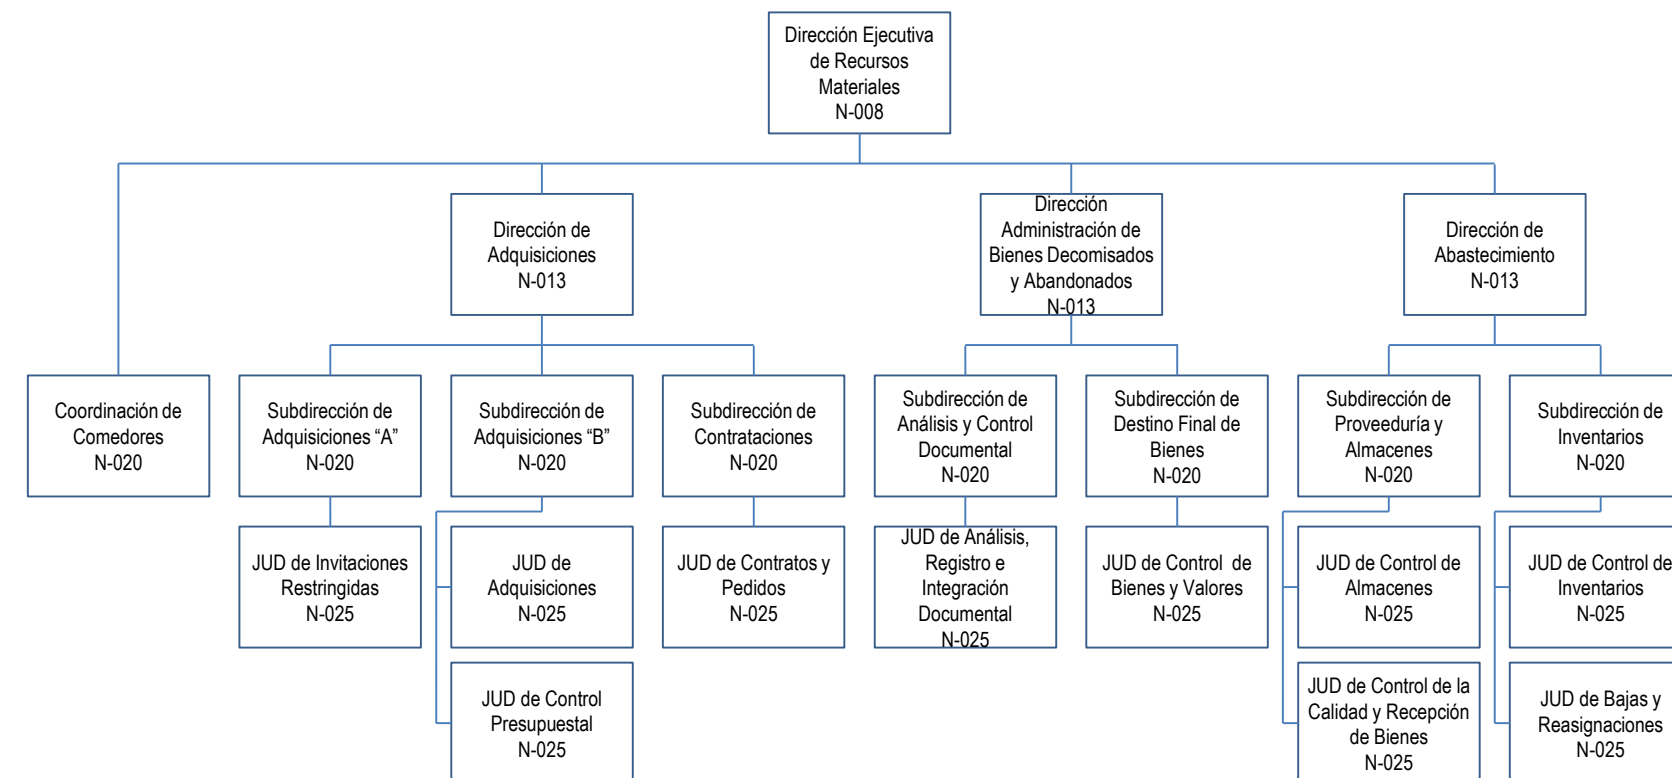 Dirección Ejecutiva
de Recursos
Materiales
N-008
Dirección de
Adquisiciones
N-013
Dirección
Administración de
Bienes Decomisados
y Abandonados
N-013
Dirección de
Abastecimiento
N-013
Coordinación de
Comedores
N-020
Subdirección de
Adquisiciones “A”
N-020
Subdirección de
Adquisiciones “B”
N-020
Subdirección de
Contrataciones
N-020
Subdirección de
Análisis y Control
Documental
N-020
Subdirección de
Destino Final de
Bienes
N-020
Subdirección de
Proveeduría y
Almacenes
N-020
Subdirección de
Inventarios
N-020
JUD de Invitaciones
Restringidas
N-025
JUD de
Adquisiciones
N-025
JUD de Contratos y
Pedidos
N-025
JUD de Análisis,
Registro e
Integración
Documental
N-025
JUD de Control de
Bienes y Valores
N-025
JUD de Control de
Almacenes
N-025
JUD de Control de
Inventarios
N-025
JUD de Control
Presupuestal
N-025
JUD de Control de la
Calidad y Recepción
de Bienes
N-025
JUD de Bajas y
Reasignaciones
N-025